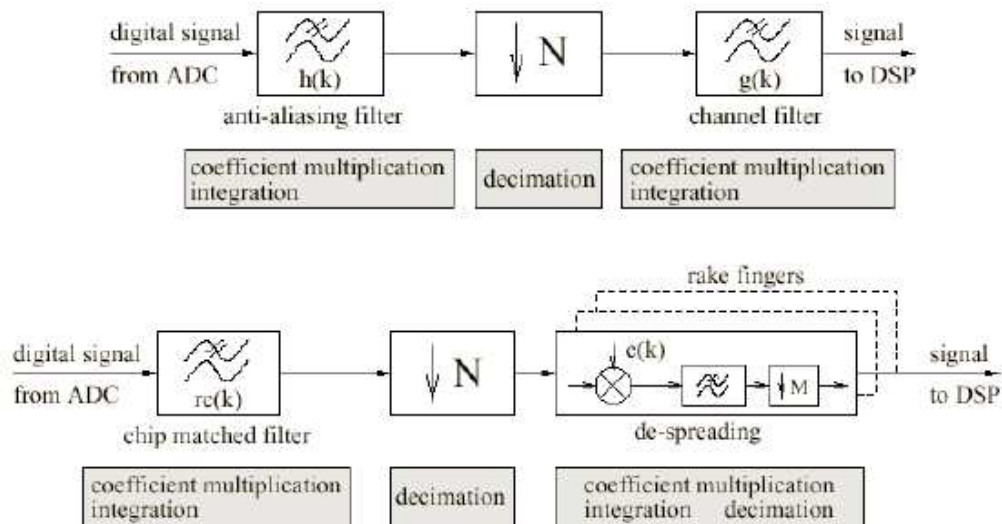 digital signal
from ADC
h(k)
anti-aliasing filter
N
g(k)
channel filter
signal
to DSP
coefficient multiplication
integration
decimation
coefficient multiplication
integration
rake fingers
digital signal
from ADC
rc(k)
chip matched filter
N
c(k)
M
de-spreading
signal
to DSP
coefficient multiplication
integration
decimation
coefficient multiplication
integration decimation